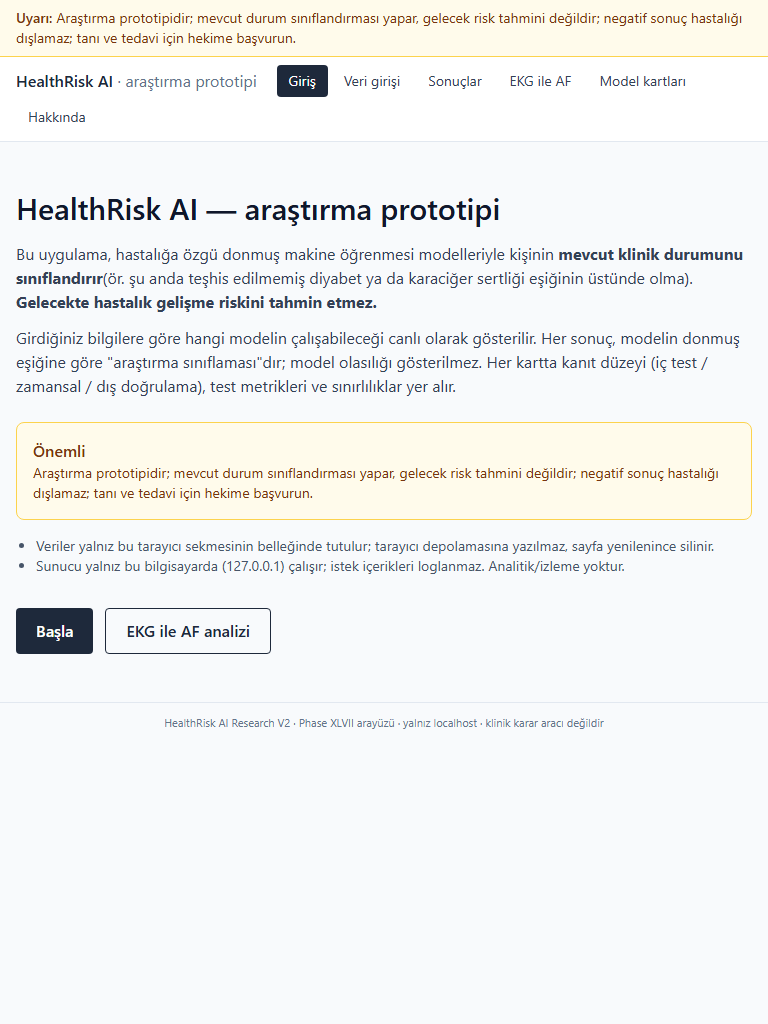 Uyarı: Araştırma prototipidir; mevcut durum sınıflandırması yapar, gelecek risk tahmini değildir; negatif sonuç hastalığı
dışlamaz; tanı ve tedavi için hekime başvurun.
HealthRisk AI · araştırma prototipi Giriş Veri girişi Sonuçlar EKG ile AF Model kartları
Hakkında
HealthRisk AI — araştırma prototipi
Bu uygulama, hastalığa özgü donmuş makine öğrenmesi modelleriyle kişinin mevcut klinik durumunu
sınıflandırır(ör. şu anda teşhis edilmemiş diyabet ya da karaciğer sertliği eşiğinin üstünde olma).
Gelecekte hastalık gelişme riskini tahmin etmez.
Girdiğiniz bilgilere göre hangi modelin çalışabileceği canlı olarak gösterilir. Her sonuç, modelin donmuş
eşiğine göre "araştırma sınıflaması"dır; model olasılığı gösterilmez. Her kartta kanıt düzeyi (iç test /
zamansal / dış doğrulama), test metrikleri ve sınırlılıklar yer alır.
Önemli
Araştırma prototipidir; mevcut durum sınıflandırması yapar, gelecek risk tahmini değildir; negatif sonuç hastalığı
dışlamaz; tanı ve tedavi için hekime başvurun.
• Veriler yalnız bu tarayıcı sekmesinin belleğinde tutulur; tarayıcı depolamasına yazılmaz, sayfa yenilenince silinir.
• Sunucu yalnız bu bilgisayarda (127.0.0.1) çalışır; istek içerikleri loglanmaz. Analitik/izleme yoktur.
Başla EKG ile AF analizi
HealthRisk AI Research V2 · Phase XLVII arayüzü · yalnız localhost · klinik karar aracı değildir